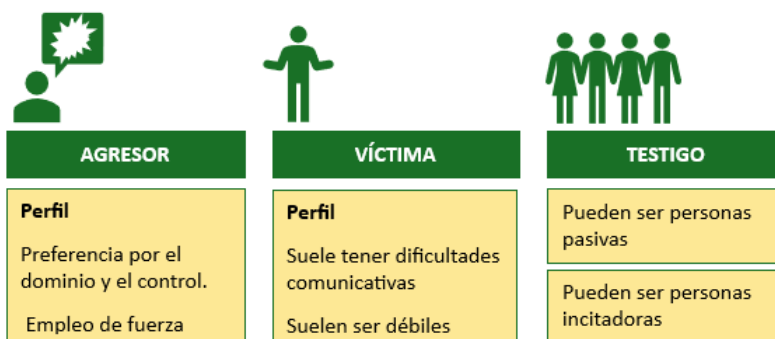 AGRESOR
Perfil
Preferencia por el
dominio y el control.
Empleo de fuerza
VÍCTIMA
Perfil
Suele tener dificultades
comunicativas
Suelen ser débiles
TESTIGO
Pueden ser personas
pasivas
Pueden ser personas
incitadoras